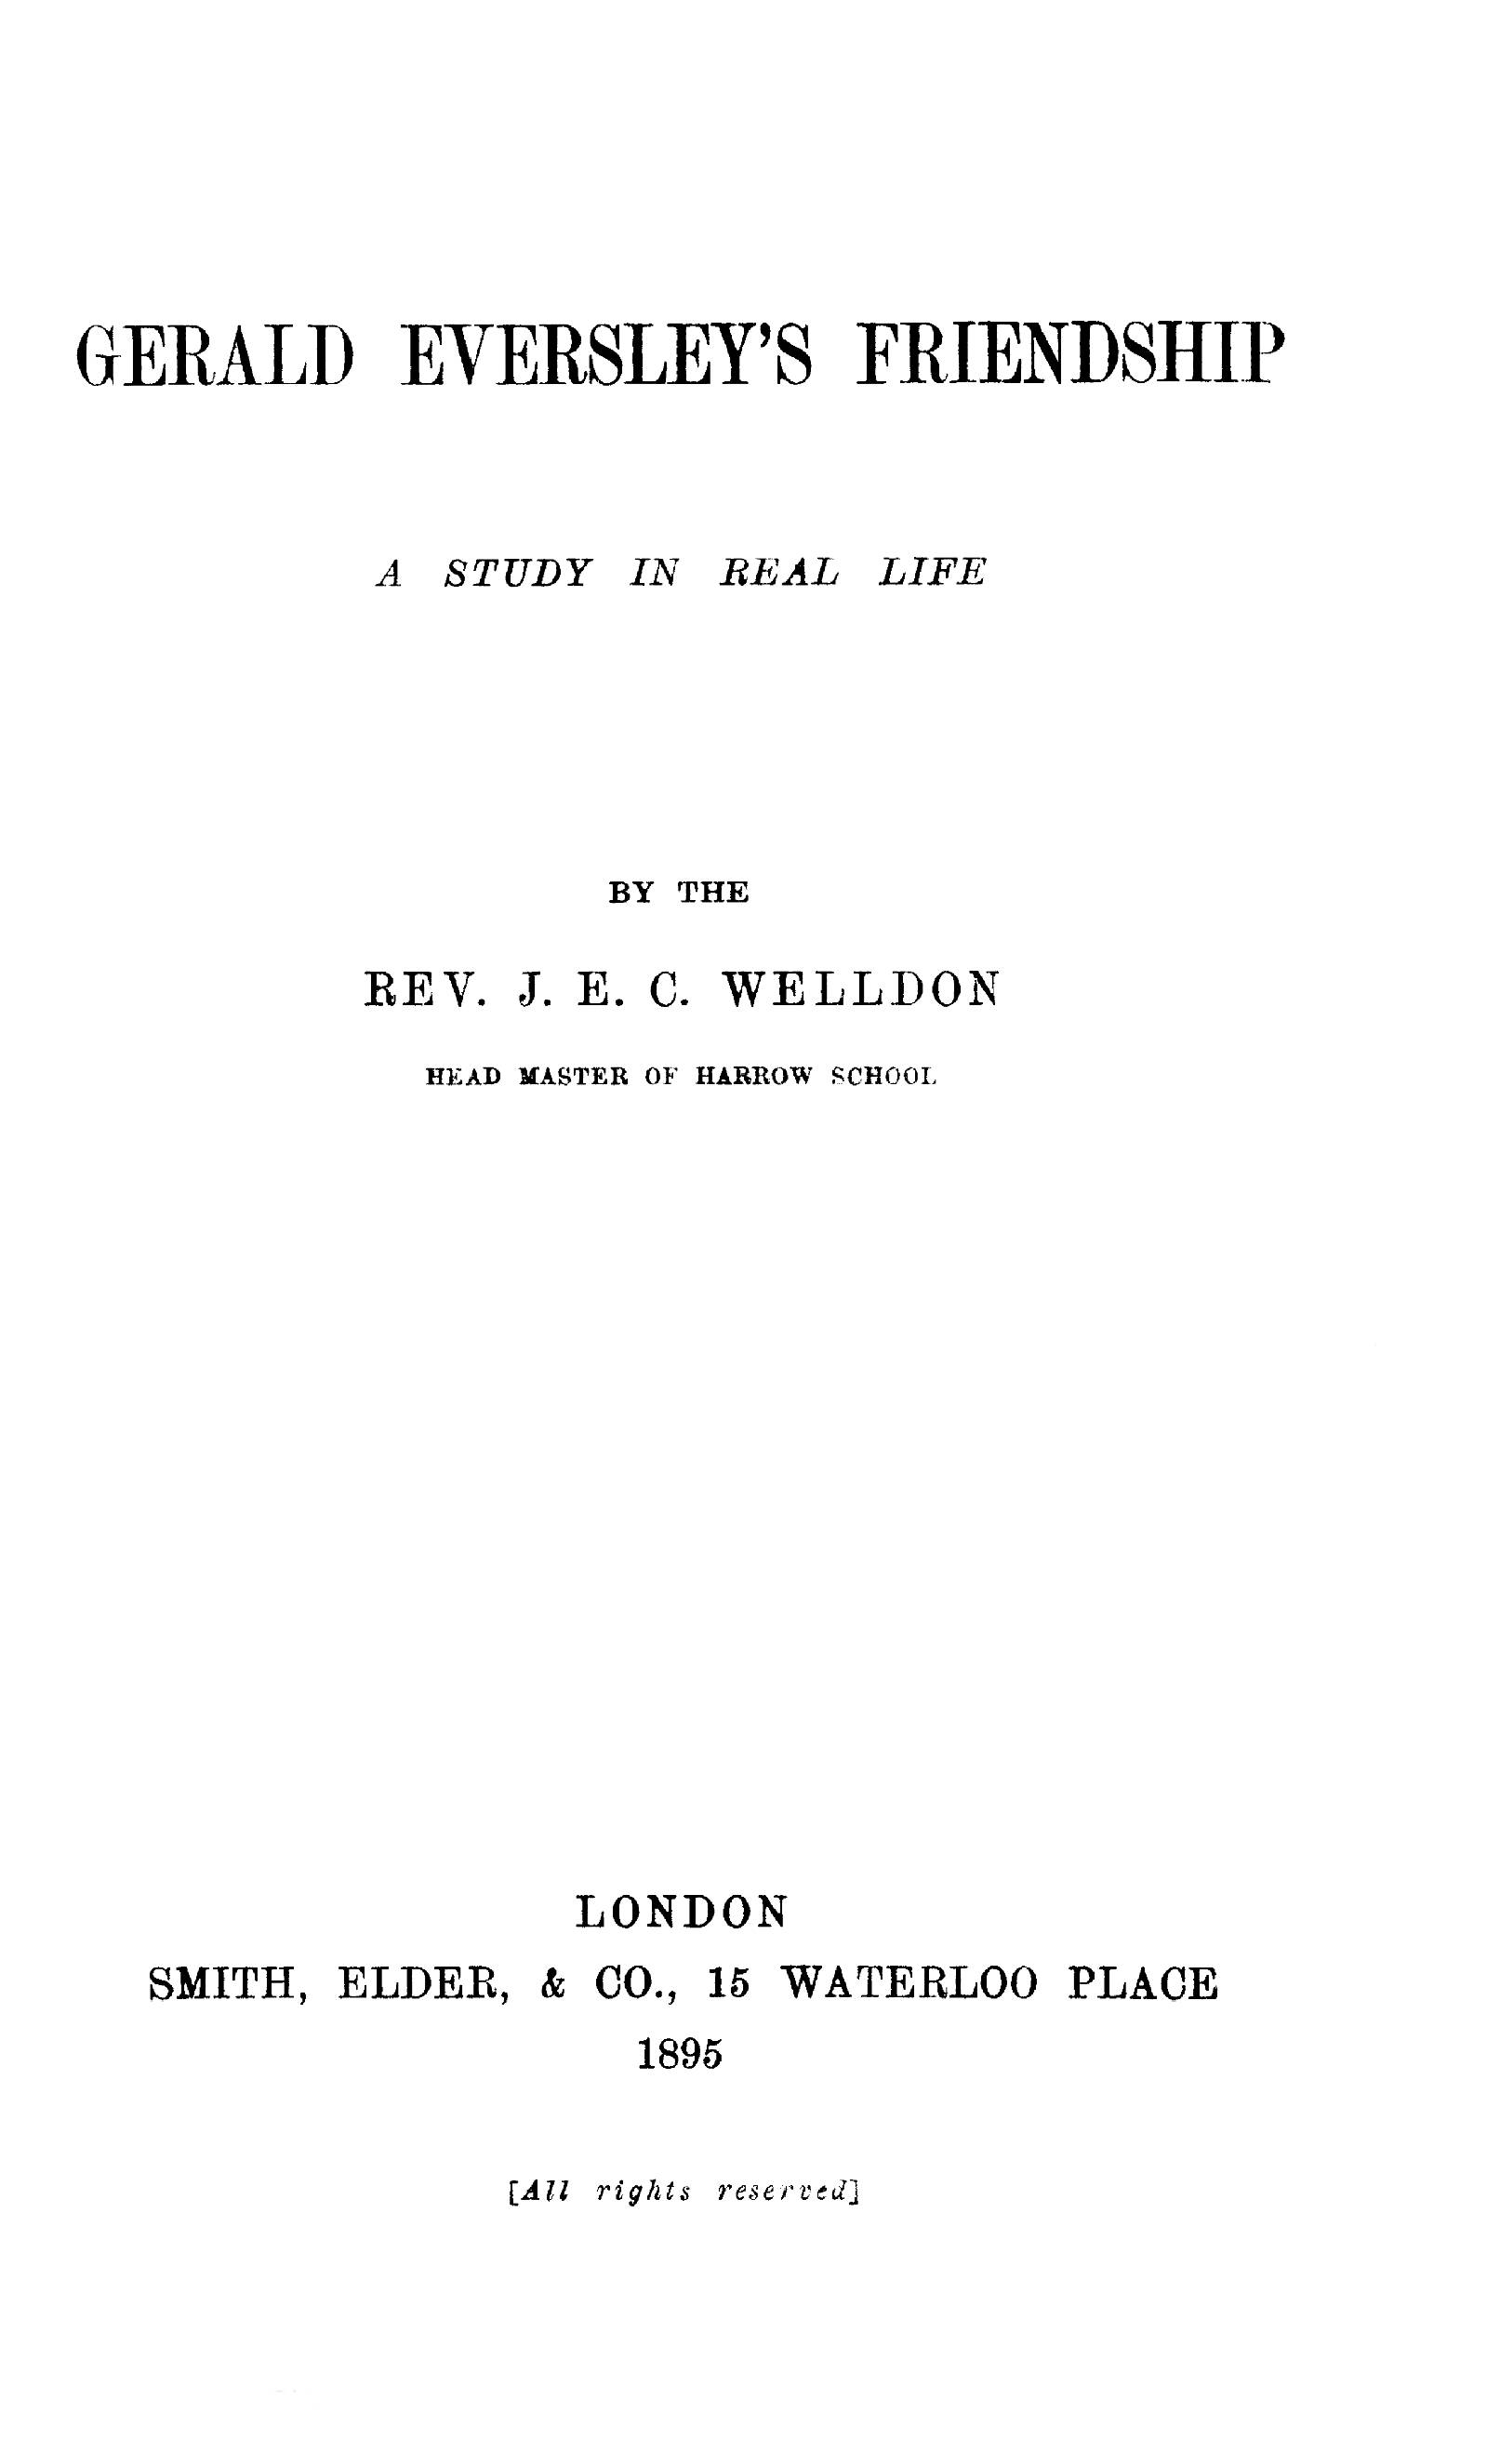 GERALD EVERSLEY'S FRIENDSHIP
A STUDY IN REAL LIFE
BY THE
REV. J. E. C. WELLDON
HEAD MASTER OF HARROW SCHOOL
LONDON
SMITH, ELDER, & CO., 15 WATERLOO PLACE
1895
[All rights reserved]